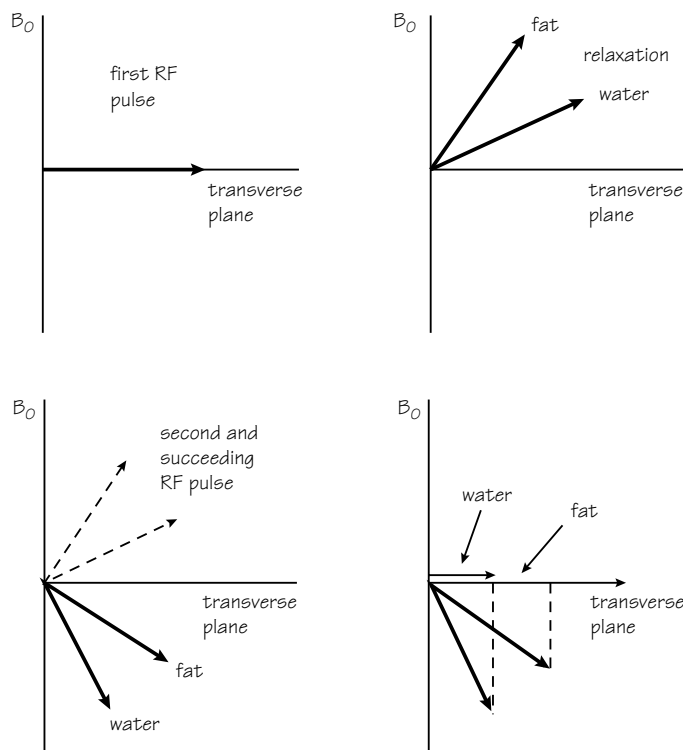 B0
first RF
pulse
transverse
plane
B0
fat
relaxation
water
transverse
plane
B0
second and
succeeding
RF pulse
transverse
plane
fat
water
B0
water
fat
transverse
plane